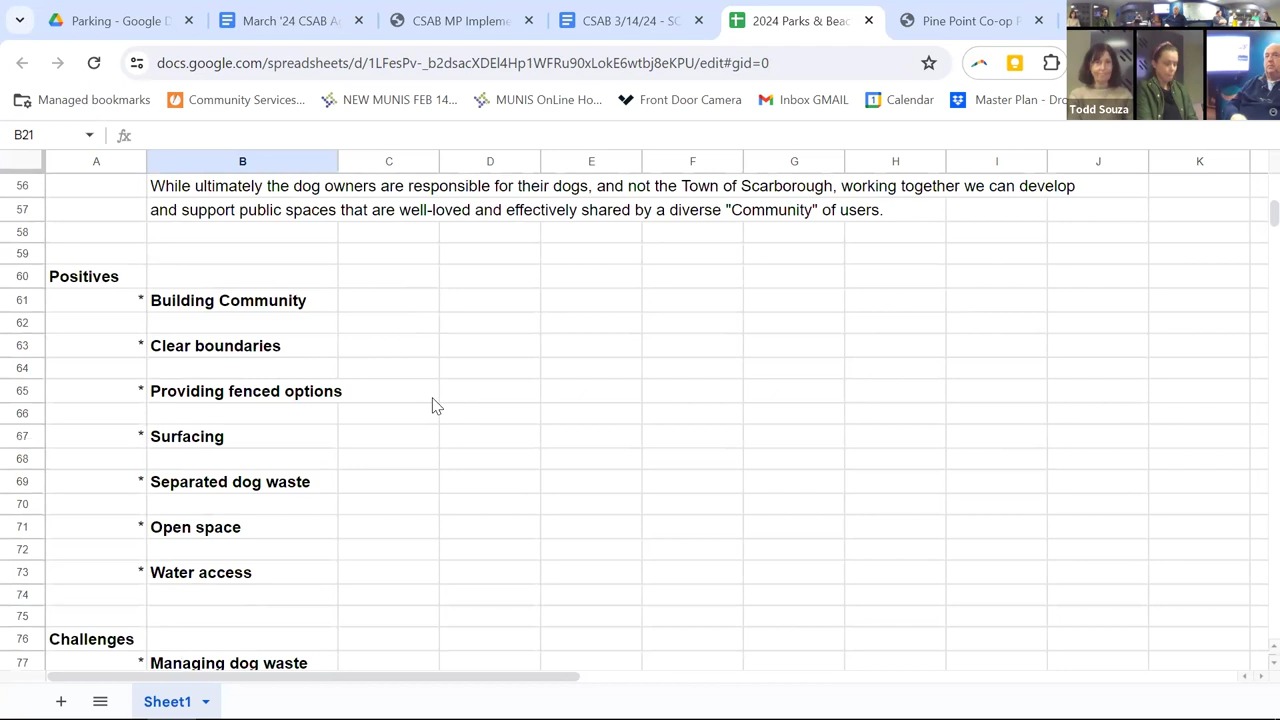 Parking - Google D
March '24 CSAB A
CSAB MP Implem
CSAB 3/14/24 - SC
2024 Parks & Bea
Pine Point Co-op F
docs.google.com/spreadsheets/d/1LFesPv-_b2dsaCXDEl4Hp1WFRu90xLokE6wtbj8eKPU/edit#gid=0
Managed bookmarks
Community Services...
NEW MUNIS FEB 14...
MUNIS OnLine Ho...
Front Door Camera
Inbox GMAIL
Calendar
Master Plan - Dro
Todd Souza
B21
fx
A B C D E F G H I J K
56 While ultimately the dog owners are responsible for their dogs, and not the Town of Scarborough, working together we can develop
57 and support public spaces that are well-loved and effectively shared by a diverse "Community" of users.
58
59
60 Positives
61 * Building Community
62
63 * Clear boundaries
64
65 * Providing fenced options
66
67 * Surfacing
68
69 * Separated dog waste
70
71 * Open space
72
73 * Water access
74
75
76 Challenges
77 * Managing dog waste
Sheet1